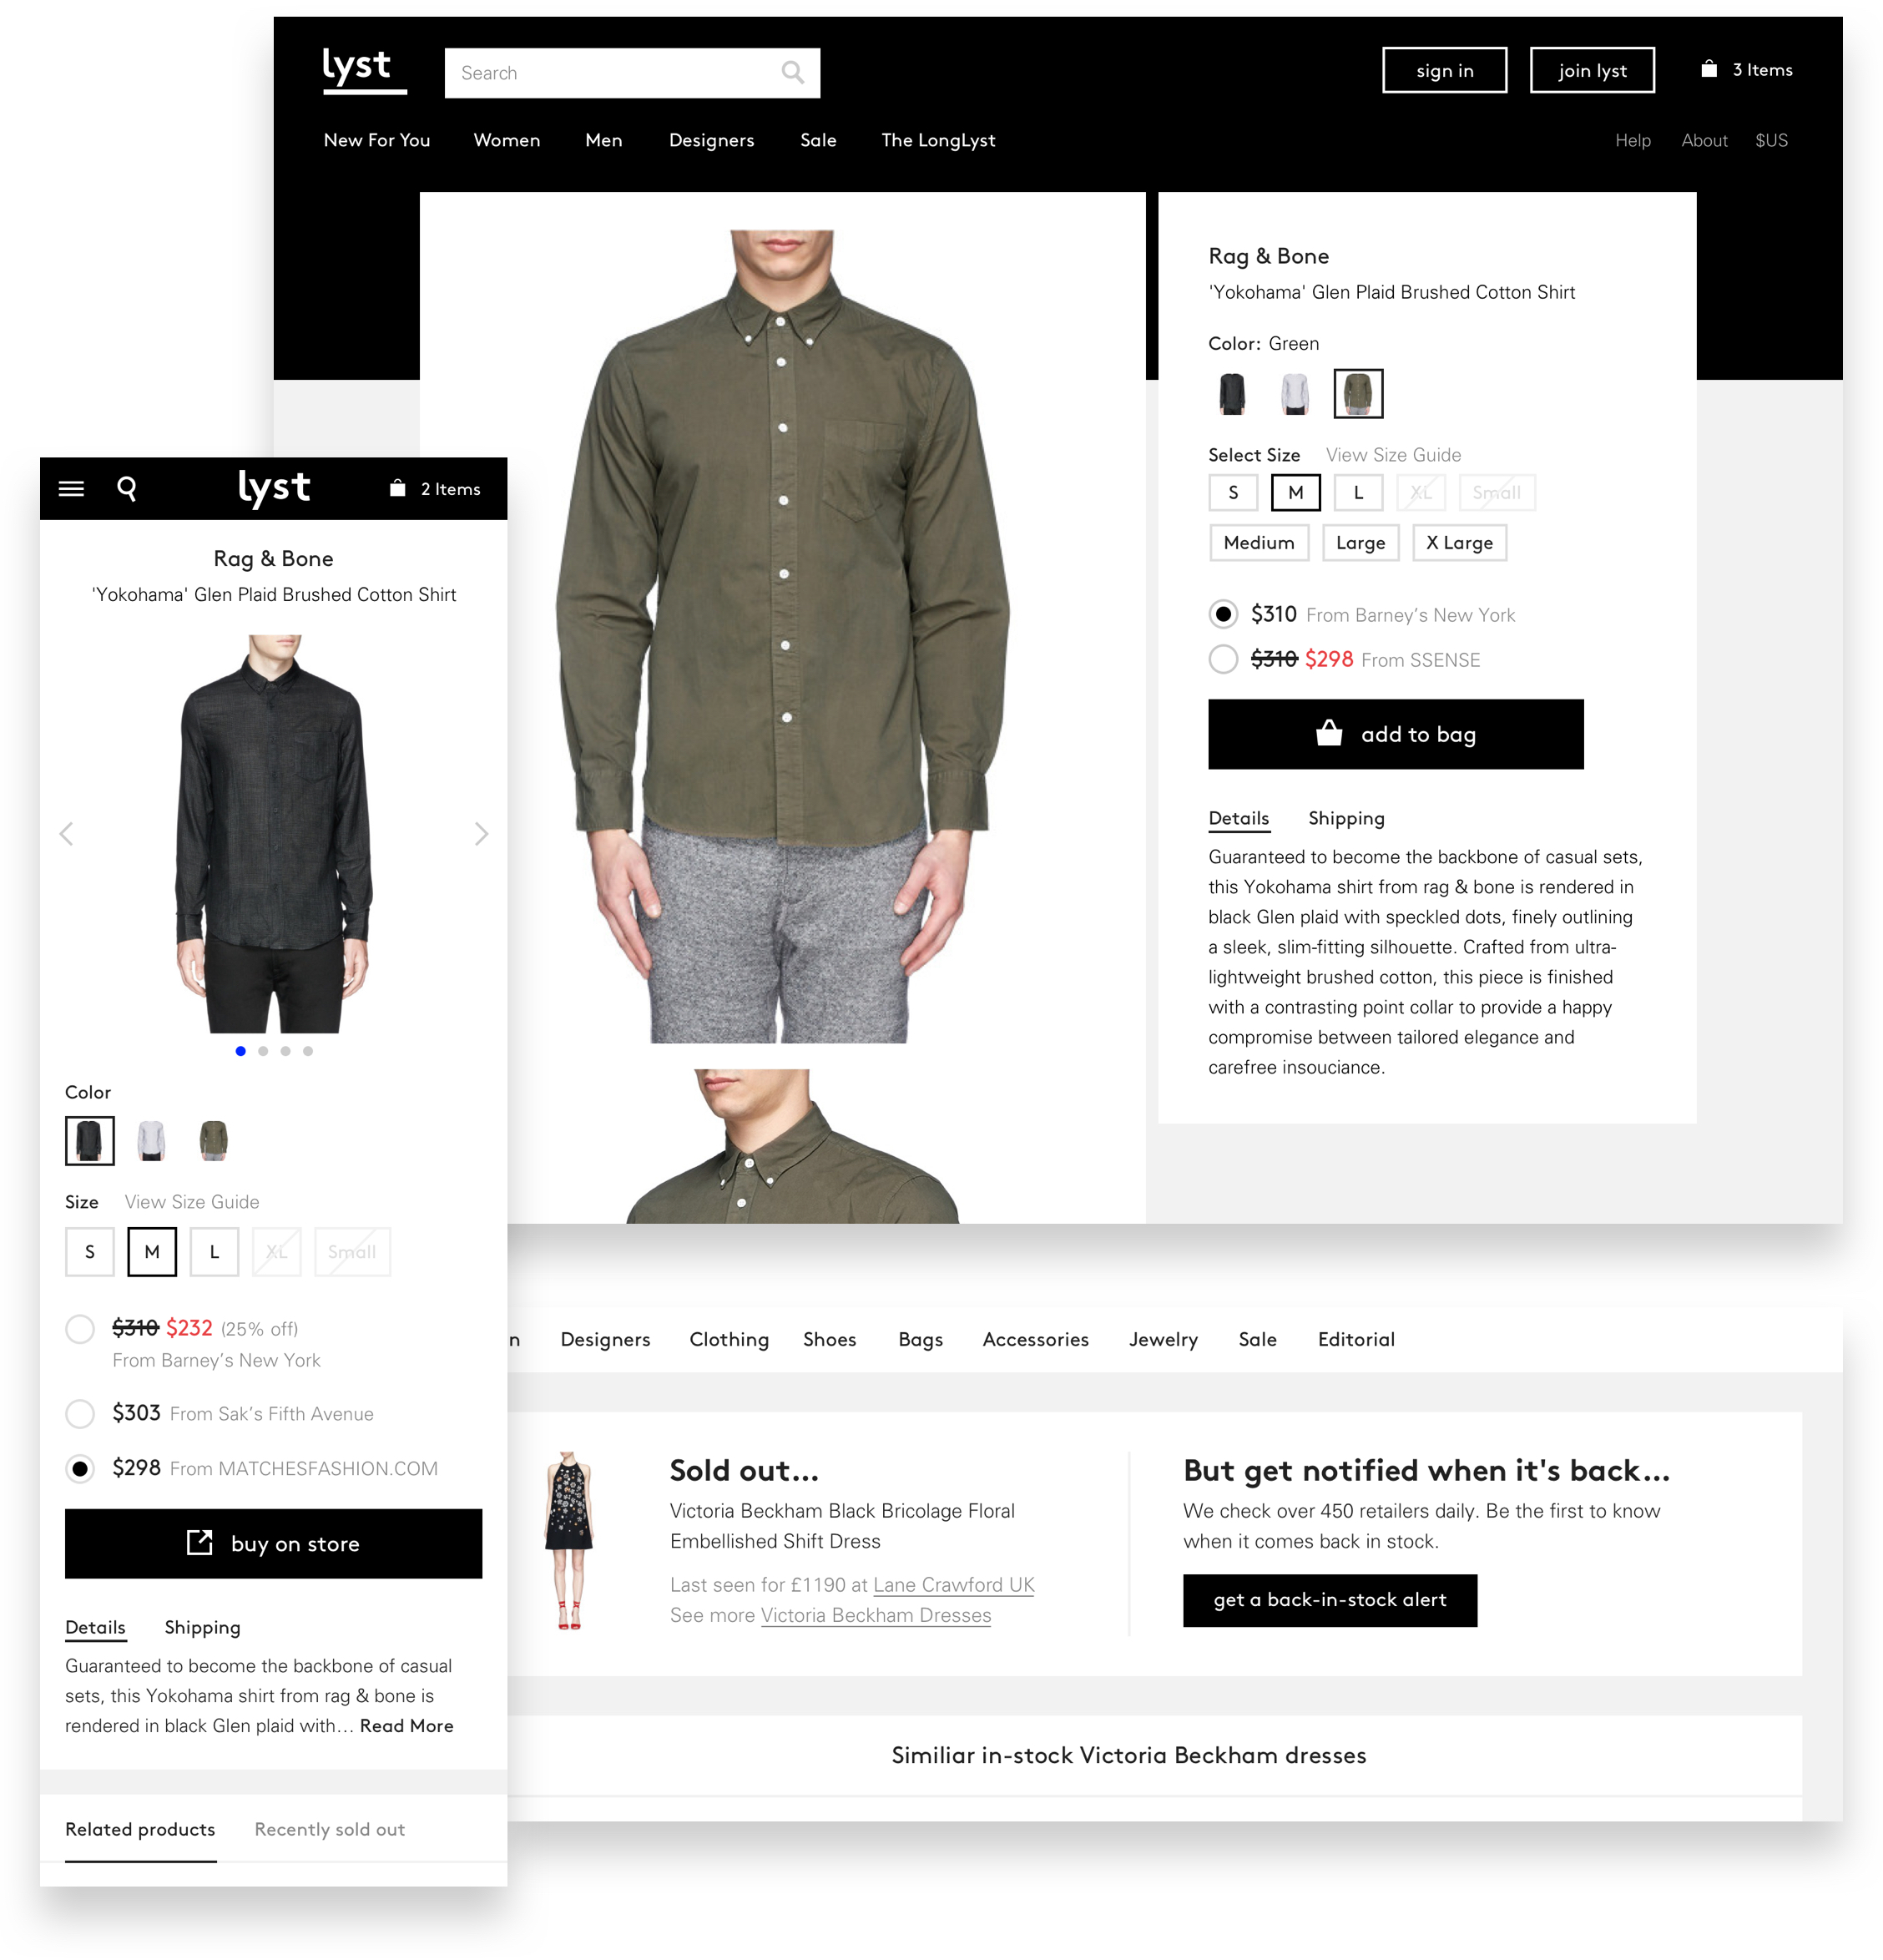 lyst
Search
sign in
join lyst
3 Items
New For You
Women
Men
Designers
Sale
The LongLyst
Help
About
$US
Rag & Bone
'Yokohama' Glen Plaid Brushed Cotton Shirt
Color: Green
Select Size
View Size Guide
S
M
L
XL
Small
Medium
Large
X Large
$310 From Barney’s New York
$310 $298 From SSENSE
add to bag
Details
Shipping
Guaranteed to become the backbone of casual sets,
this Yokohama shirt from rag & bone is rendered in
black Glen plaid with speckled dots, finely outlining
a sleek, slim-fitting silhouette. Crafted from ultra-
lightweight brushed cotton, this piece is finished
with a contrasting point collar to provide a happy
compromise between tailored elegance and
carefree insouciance.
lyst
2 Items
Rag & Bone
'Yokohama' Glen Plaid Brushed Cotton Shirt
Color
Size
View Size Guide
S
M
L
XL
Small
$310 $232 (25% off)
From Barney’s New York
$303 From Sak’s Fifth Avenue
$298 From MATCHESFASHION.COM
buy on store
Details
Shipping
Guaranteed to become the backbone of casual
sets, this Yokohama shirt from rag & bone is
rendered in black Glen plaid with... Read More
Related products
Recently sold out
n
Designers
Clothing
Shoes
Bags
Accessories
Jewelry
Sale
Editorial
Sold out...
Victoria Beckham Black Bricolage Floral
Embellished Shift Dress
Last seen for £1190 at Lane Crawford UK
See more Victoria Beckham Dresses
But get notified when it's back...
We check over 450 retailers daily. Be the first to know
when it comes back in stock.
get a back-in-stock alert
Similiar in-stock Victoria Beckham dresses